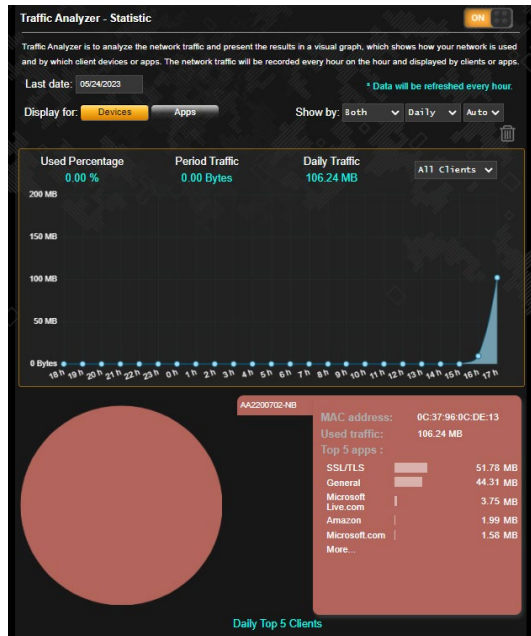 Traffic Analyzer - Statistic
ON
Traffic Analyzer is to analyze the network traffic and present the results in a visual graph, which shows how your network is used
and by which client devices or apps. The network traffic will be recorded every hour on the hour and displayed by clients or apps.
Last date: 05/24/2023
* Data will be refreshed every hour.
Display for: Devices Apps Show by: Both Daily Auto
Used Percentage Period Traffic Daily Traffic
0.00 % 0.00 Bytes 106.24 MB All Clients
200 MB
150 MB
100 MB
50 MB
0 Bytes
18 h 19 h 20 h 21 h 22 h 23 h 0 h 1 h 2 h 3 h 4 h 5 h 6 h 7 h 8 h 9 h 10 h 11 h 12 h 13 h 14 h 15 h 16 h 17 h
AA2200702-NB
MAC address: 0C:37:96:0C:DE:13
Used traffic: 106.24 MB
Top 5 apps :
SSL/TLS 51.78 MB
General 44.31 MB
Microsoft
Live.com 3.75 MB
Amazon 1.99 MB
Microsoft.com 1.58 MB
More...
Daily Top 5 Clients